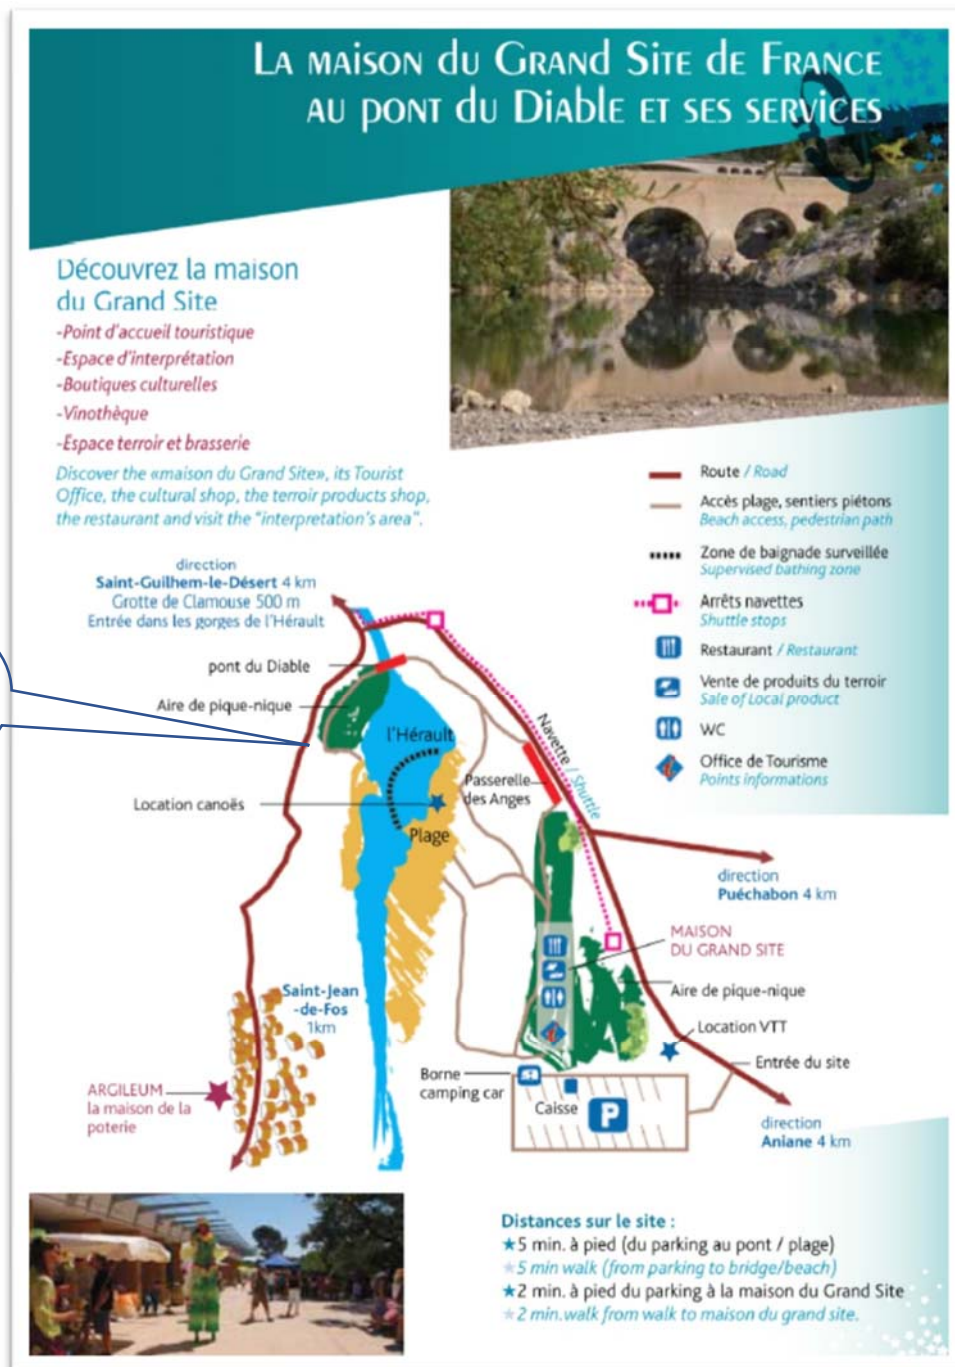 La maison du Grand Site de France
au pont du Diable et ses services
Découvrez la maison
du Grand Site
-Point d'accueil touristique
-Espace d'interprétation
-Boutiques culturelles
-Vinothèque
-Espace terroir et brasserie
Discover the «maison du Grand Site», its Tourist
Office, the cultural shop, the terroir products shop,
the restaurant and visit the "interpretation's area".
Route / Road
Accès plage, sentiers piétons
Beach access, pedestrian path
Zone de baignade surveillée
Supervised bathing zone
Arrêts navettes
Shuttle stops
Restaurant / Restaurant
Vente de produits du terroir
Sale of Local product
WC
Office de Tourisme
Points informations
direction
Saint-Guilhem-le-Désert 4 km
Grotte de Clamouse 500 m
Entrée dans les gorges de l'Hérault
pont du Diable
Aire de pique-nique
l'Hérault
Navette / Shuttle
Passerelle
des Anges
Location canoës
Plage
direction
Puéchabon 4 km
MAISON
DU GRAND SITE
Aire de pique-nique
Saint-Jean
-de-Fos
1km
Location VTT
Entrée du site
Borne
camping car
Caisse
P
ARGILEUM
la maison de la
poterie
direction
Aniane 4 km
Distances sur le site :
★5 min. à pied (du parking au pont / plage)
★5 min walk (from parking to bridge/beach)
★2 min. à pied du parking à la maison du Grand Site
★2 min.walk from walk to maison du grand site.